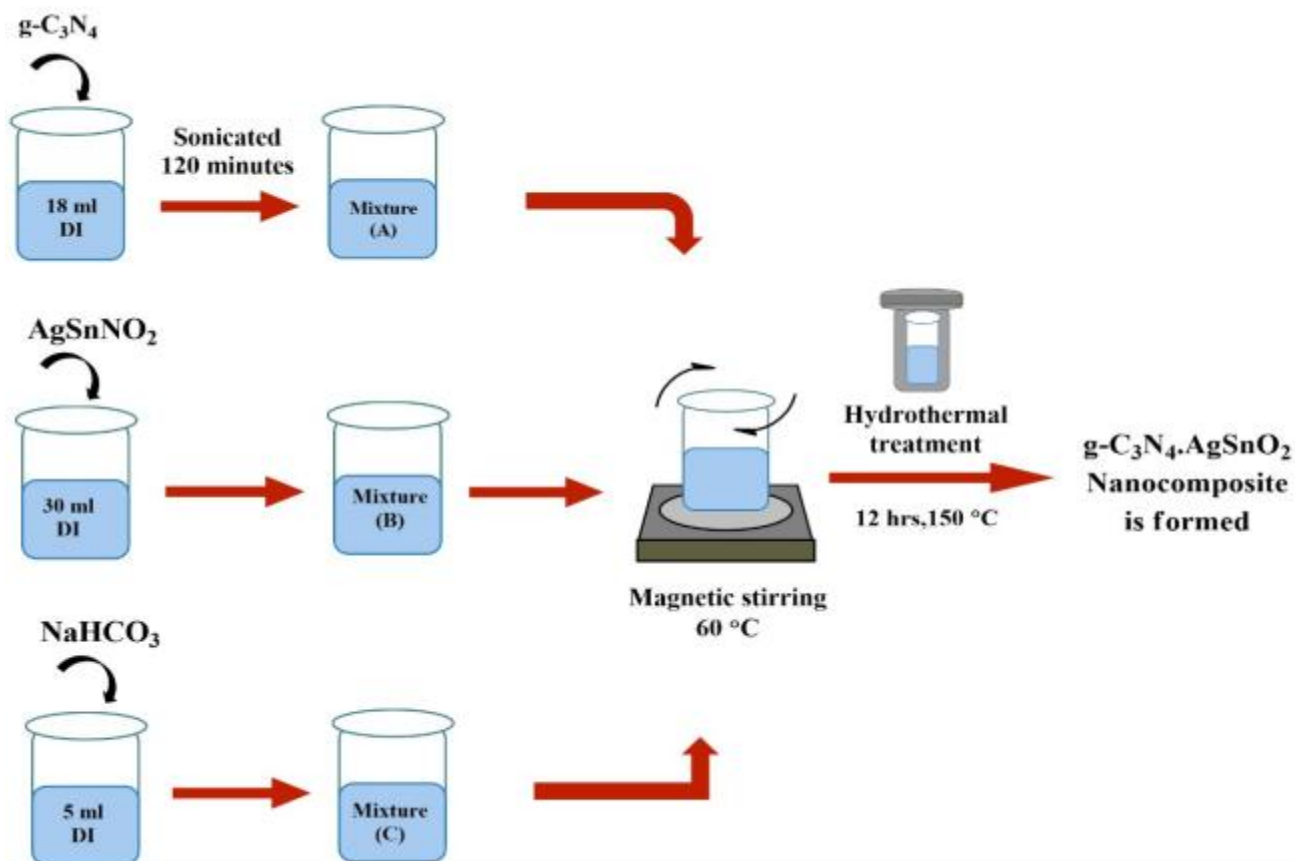 g-C₃N₄
Sonicated
120 minutes
18 ml
DI
Mixture
(A)
AgSnNO₂
30 ml
DI
Mixture
(B)
NaHCO₃
5 ml
DI
Mixture
(C)
Magnetic stirring
60 °C
Hydrothermal
treatment
12 hrs,150 °C
g-C₃N₄.AgSnO₂
Nanocomposite
is formed